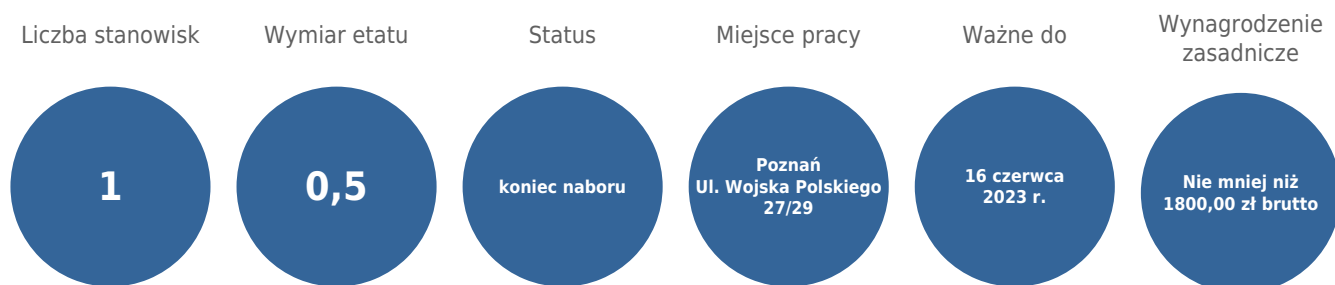 Liczba stanowisk
1
Wymiar etatu
0,5
Status
koniec naboru
Miejsce pracy
Poznań
Ul. Wojska Polskiego
27/29
Ważne do
16 czerwca
2023 r.
Wynagrodzenie
zasadnicze
Nie mniej niż
1800,00 zł brutto